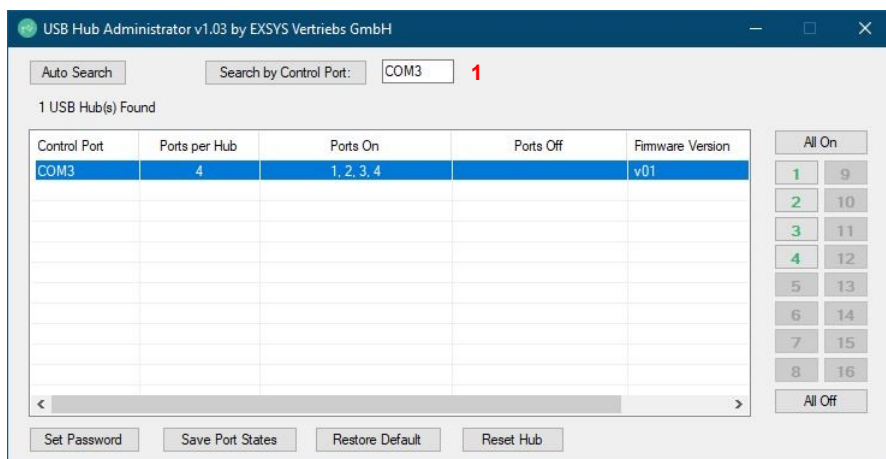 USB Hub Administrator v1.03 by EXSYS Vertriebs GmbH
Auto Search Search by Control Port: COM3 1
1 USB Hub(s) Found
Control Port Ports per Hub Ports On Ports Off Firmware Version All On
COM3 4 1, 2, 3, 4 v01 1 9
2 10
3 11
4 12
5 13
6 14
7 15
8 16
All Off
Set Password Save Port States Restore Default Reset Hub